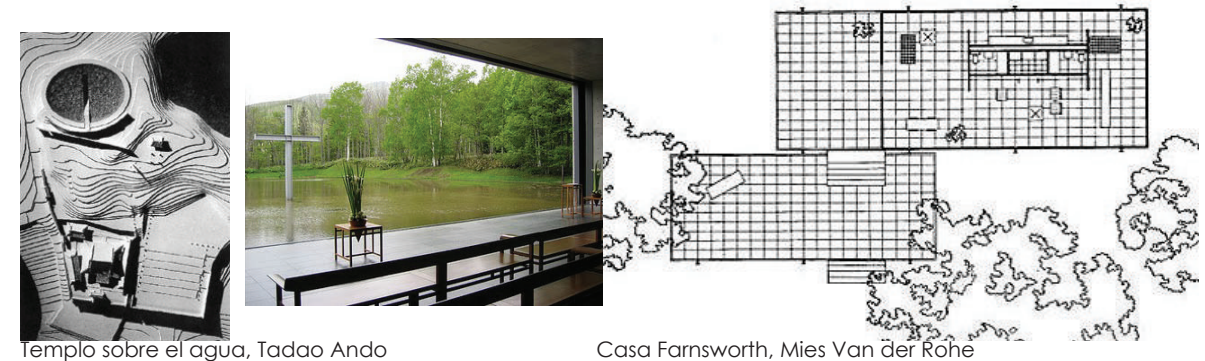 Templo sobre el agua, Tadao Ando
Casa Farnsworth, Mies Van der Rohe